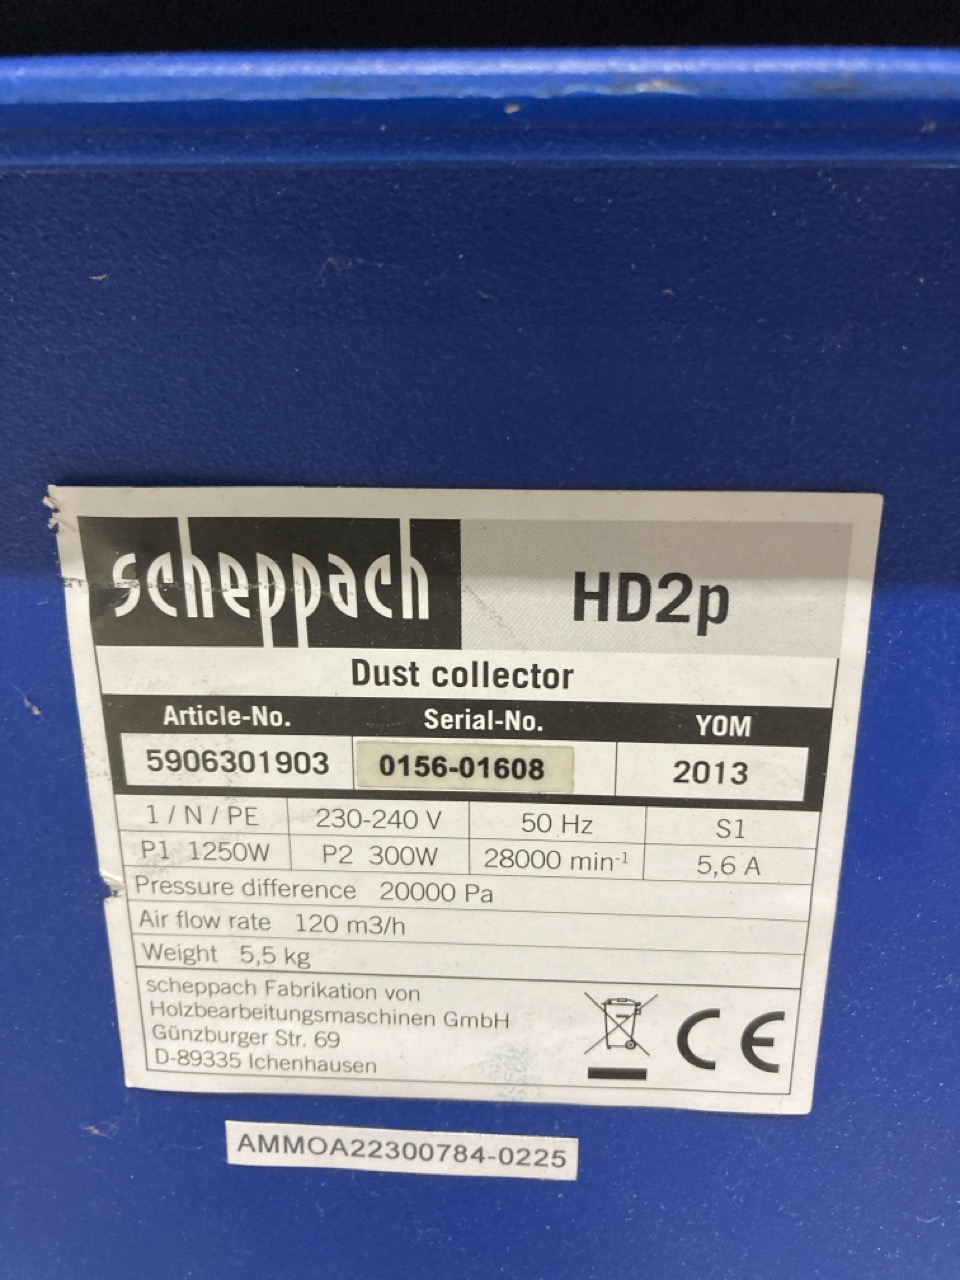 scheppach HD2p
Dust collector
Article-No. Serial-No. YOM
5906301903 0156-01608 2013
1 / N / PE 230-240 V 50 Hz S1
P1 1250W P2 300W 28000 min⁻¹ 5,6 A
Pressure difference 20000 Pa
Air flow rate 120 m3/h
Weight 5,5 kg
scheppach Fabrikation von
Holzbearbeitungsmaschinen GmbH
Günzburger Str. 69
D-89335 Ichenhausen
CE
AMMOA22300784-0225